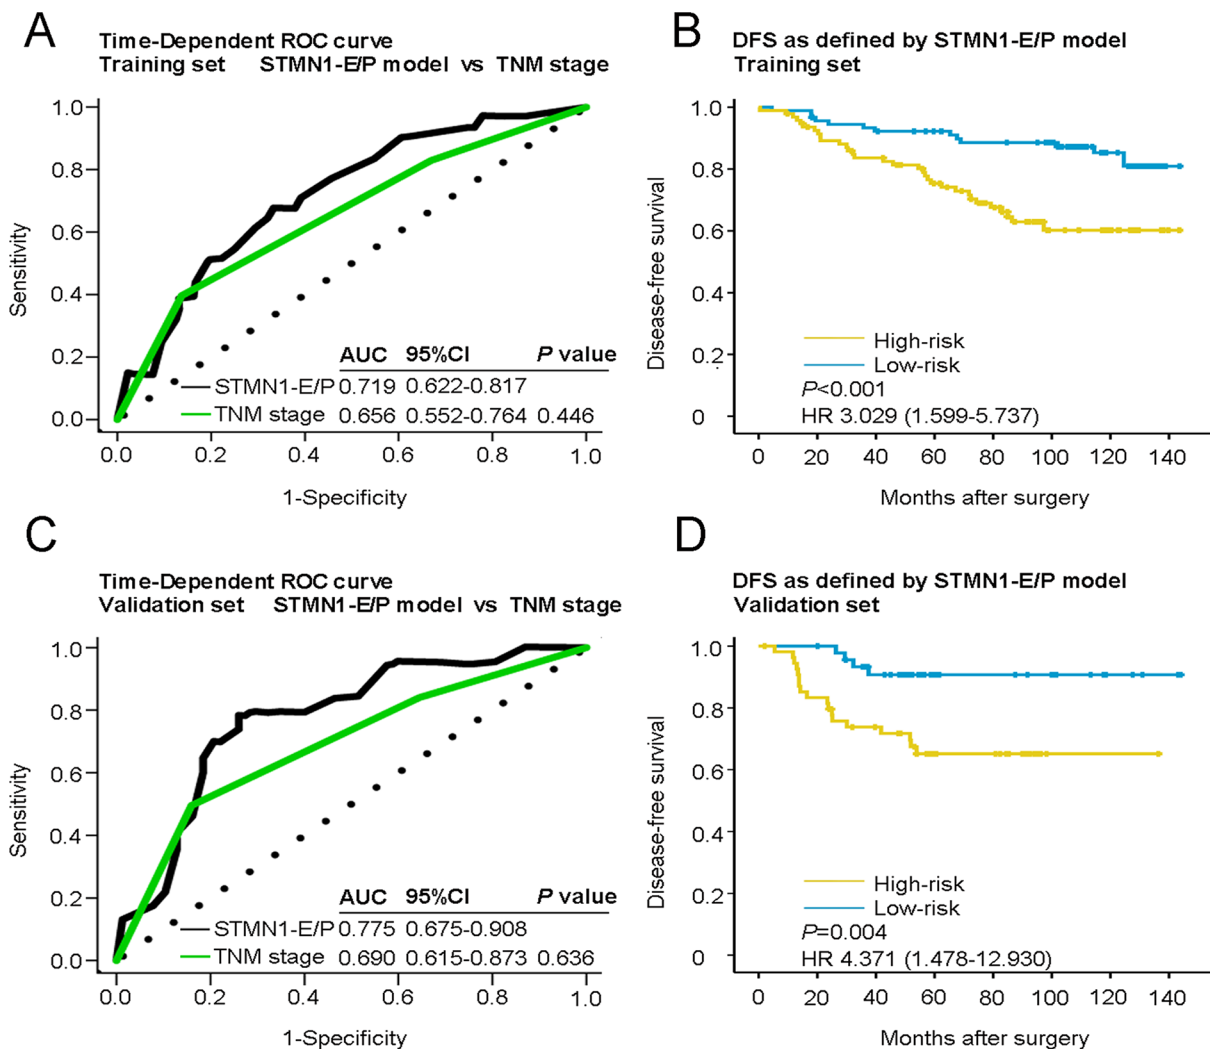 A
Time-Dependent ROC curve
Training set STMN1-E/P model vs TNM stage
Sensitivity
1.0
0.8
0.6
0.4
0.2
0.0
AUC 95%CI P value
STMN1-E/P 0.719 0.622-0.817
TNM stage 0.656 0.552-0.764 0.446
0.0 0.2 0.4 0.6 0.8 1.0
1-Specificity
B
DFS as defined by STMN1-E/P model
Training set
Disease-free survival
1.0
0.8
0.6
0.4
0.2
0
High-risk
Low-risk
P<0.001
HR 3.029 (1.599-5.737)
0 20 40 60 80 100 120 140
Months after surgery
C
Time-Dependent ROC curve
Validation set STMN1-E/P model vs TNM stage
Sensitivity
1.0
0.8
0.6
0.4
0.2
0.0
AUC 95%CI P value
STMN1-E/P 0.775 0.675-0.908
TNM stage 0.690 0.615-0.873 0.636
0.0 0.2 0.4 0.6 0.8 1.0
1-Specificity
D
DFS as defined by STMN1-E/P model
Validation set
Disease-free survival
1.0
0.8
0.6
0.4
0.2
0
High-risk
Low-risk
P=0.004
HR 4.371 (1.478-12.930)
0 20 40 60 80 100 120 140
Months after surgery